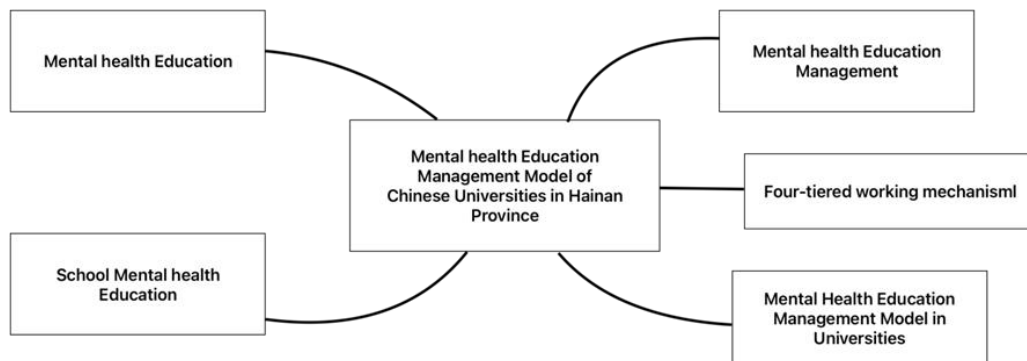 Mental health Education
Mental health Education
Management
Mental health Education
Management Model of
Chinese Universities in Hainan
Province
Four-tiered working mechanisml
School Mental health
Education
Mental Health Education
Management Model in
Universities